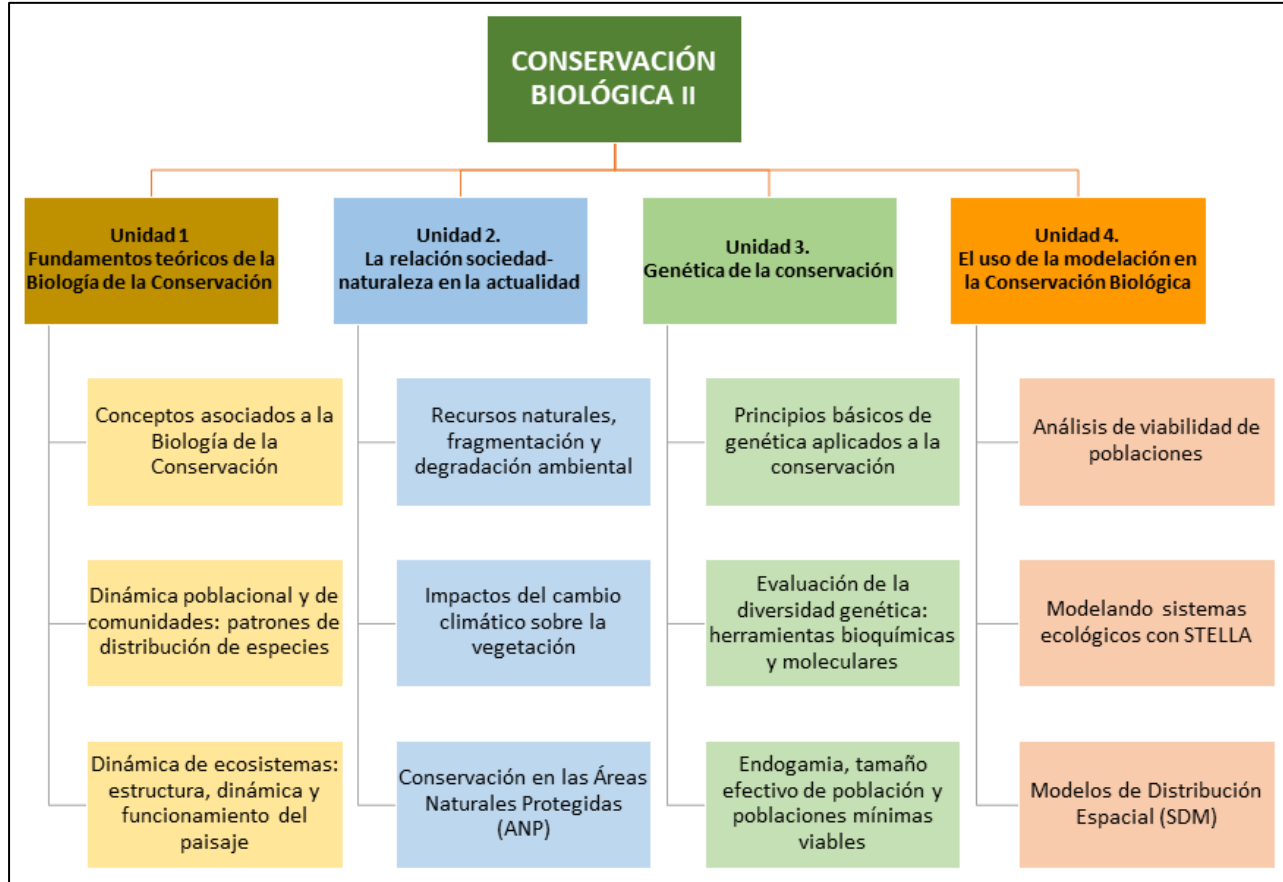 CONSERVACIÓN
BIOLÓGICA II
Unidad 1
Fundamentos teóricos de la
Biología de la Conservación
Conceptos asociados a la
Biología de la
Conservación
Dinámica poblacional y de
comunidades: patrones de
distribución de especies
Dinámica de ecosistemas:
estructura, dinámica y
funcionamiento del
paisaje
Unidad 2.
La relación sociedad-
naturaleza en la actualidad
Recursos naturales,
fragmentación y
degradación ambiental
Impactos del cambio
climático sobre la
vegetación
Conservación en las Áreas
Naturales Protegidas
(ANP)
Unidad 3.
Genética de la conservación
Principios básicos de
genética aplicados a la
conservación
Evaluación de la
diversidad genética:
herramientas bioquímicas
y moleculares
Endogamia, tamaño
efectivo de población y
poblaciones mínimas
viables
Unidad 4.
El uso de la modelación en
la Conservación Biológica
Análisis de viabilidad de
poblaciones
Modelando sistemas
ecológicos con STELLA
Modelos de Distribución
Espacial (SDM)